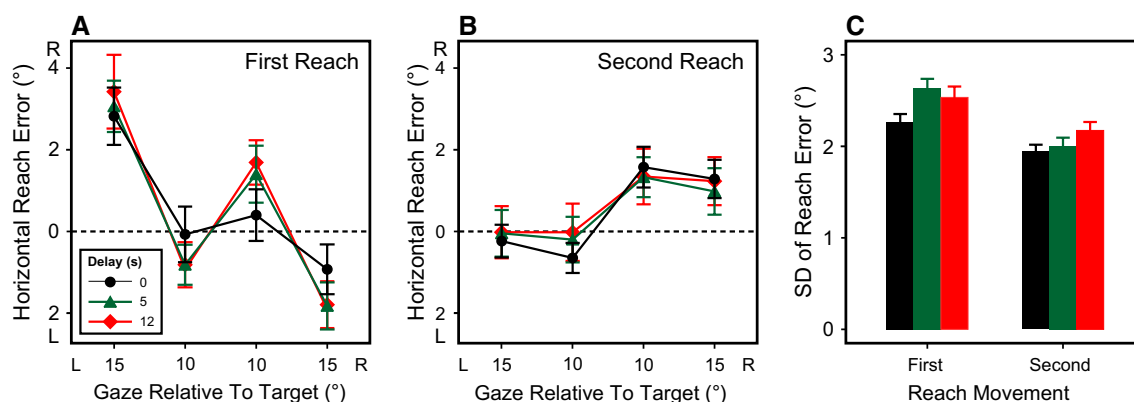 A
R
4
2
0
2
L
Horizontal Reach Error (°)
First Reach
Delay (s)
0
5
12
L 15 10 10 15 R
Gaze Relative To Target (°)
B
R
4
2
0
2
L
Horizontal Reach Error (°)
Second Reach
L 15 10 10 15 R
Gaze Relative To Target (°)
C
3
2
1
0
SD of Reach Error (°)
First Second
Reach Movement